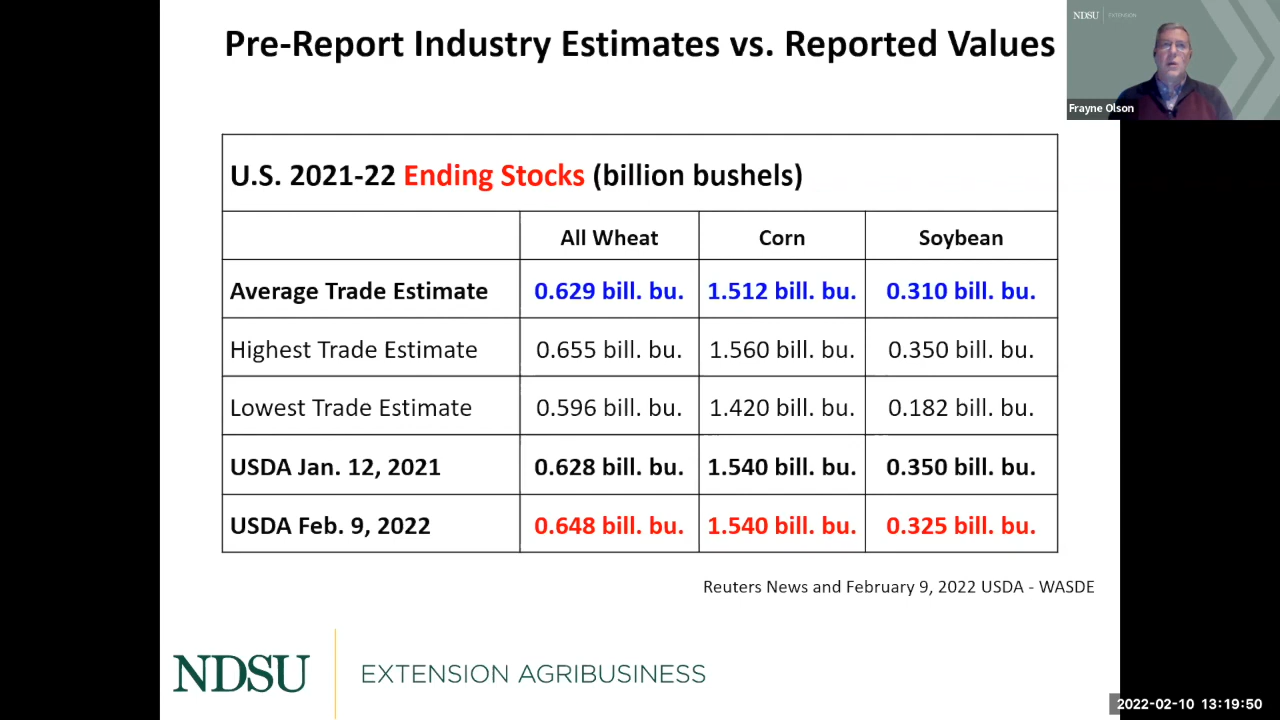 Pre-Report Industry Estimates vs. Reported Values
NDSU EXTENSION
Frayne Olson
U.S. 2021-22 Ending Stocks (billion bushels)
All Wheat Corn Soybean
Average Trade Estimate 0.629 bill. bu. 1.512 bill. bu. 0.310 bill. bu.
Highest Trade Estimate 0.655 bill. bu. 1.560 bill. bu. 0.350 bill. bu.
Lowest Trade Estimate 0.596 bill. bu. 1.420 bill. bu. 0.182 bill. bu.
USDA Jan. 12, 2021 0.628 bill. bu. 1.540 bill. bu. 0.350 bill. bu.
USDA Feb. 9, 2022 0.648 bill. bu. 1.540 bill. bu. 0.325 bill. bu.
Reuters News and February 9, 2022 USDA - WASDE
NDSU EXTENSION AGRIBUSINESS
2022-02-10 13:19:50